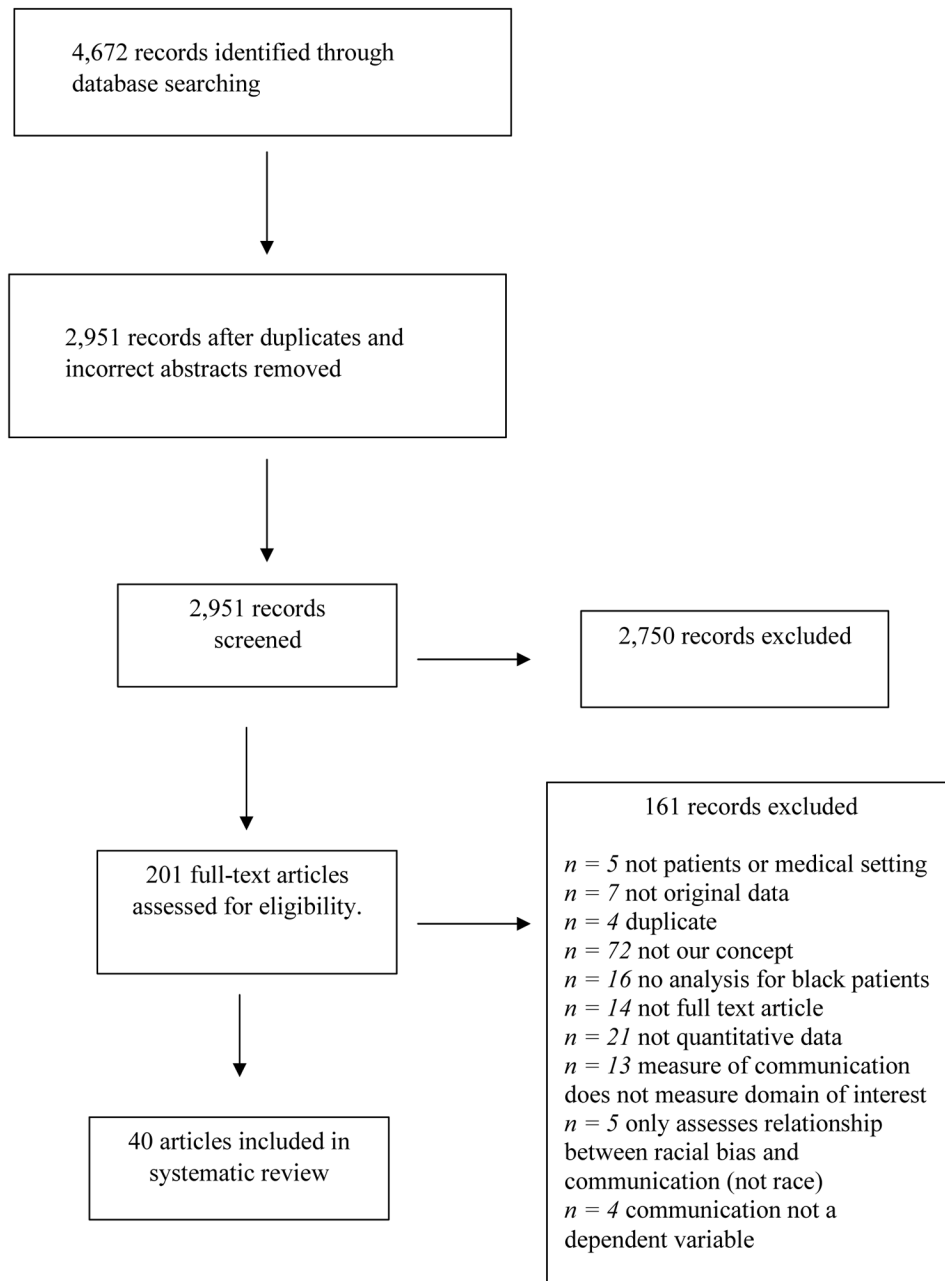 4,672 records identified through
database searching
2,951 records after duplicates and
incorrect abstracts removed
2,951 records
screened
2,750 records excluded
201 full-text articles
assessed for eligibility.
161 records excluded
n = 5 not patients or medical setting
n = 7 not original data
n = 4 duplicate
n = 72 not our concept
n = 16 no analysis for black patients
n = 14 not full text article
n = 21 not quantitative data
n = 13 measure of communication
does not measure domain of interest
n = 5 only assesses relationship
between racial bias and
communication (not race)
n = 4 communication not a
dependent variable
40 articles included in
systematic review